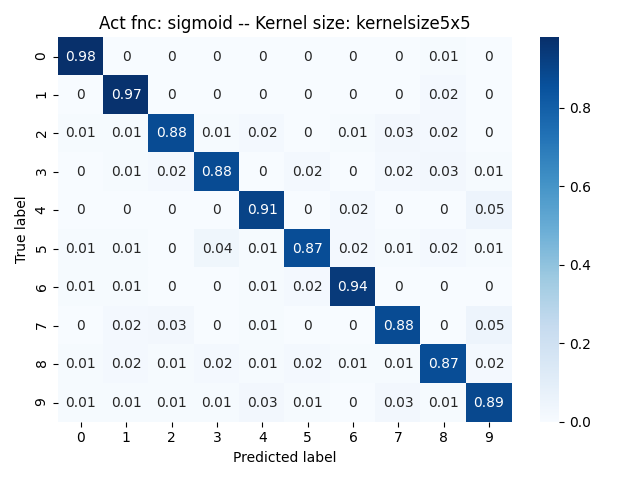 Act fnc: sigmoid -- Kernel size: kernelsize5x5
0 0.98 0 0 0 0 0 0 0 0.01 0
1 0 0.97 0 0 0 0 0 0 0.02 0
2 0.01 0.01 0.88 0.01 0.02 0 0.01 0.03 0.02 0
3 0 0.01 0.02 0.88 0 0.02 0 0.02 0.03 0.01
4 0 0 0 0 0.91 0 0.02 0 0 0.05
5 0.01 0.01 0 0.04 0.01 0.87 0.02 0.01 0.02 0.01
6 0.01 0.01 0 0 0.01 0.02 0.94 0 0 0
7 0 0.02 0.03 0 0.01 0 0 0.88 0 0.05
8 0.01 0.02 0.01 0.02 0.01 0.02 0.01 0.01 0.87 0.02
9 0.01 0.01 0.01 0.01 0.03 0.01 0 0.03 0.01 0.89
0 1 2 3 4 5 6 7 8 9
Predicted label
True label
0.8
0.6
0.4
0.2
0.0